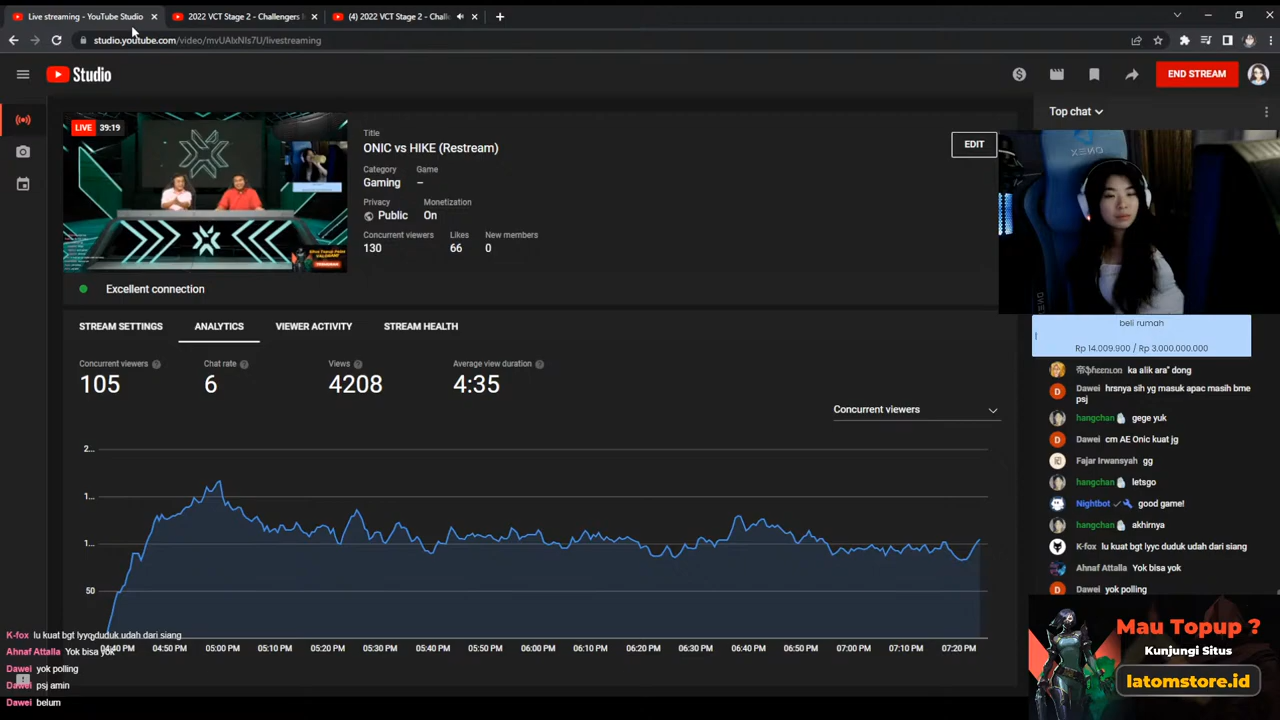 Live streaming - YouTube Studio
2022 VCT Stage 2 - Challengers
(4) 2022 VCT Stage 2 - Chall
studio.youtube.com/video/mvUAlxNIs7U/livestreaming
Studio
END STREAM
LIVE 39:19
Title
ONIC vs HIKE (Restream)
EDIT
Category Game
Gaming –
Privacy Monetization
Public On
Concurrent viewers Likes New members
130 66 0
Excellent connection
STREAM SETTINGS ANALYTICS VIEWER ACTIVITY STREAM HEALTH
Concurrent viewers Chat rate Views Average view duration
105 6 4208 4:35
Concurrent viewers
2...
1...
1...
50
04:40 PM 04:50 PM 05:00 PM 05:10 PM 05:20 PM 05:30 PM 05:40 PM 05:50 PM 06:00 PM 06:10 PM 06:20 PM 06:30 PM 06:40 PM 06:50 PM 07:00 PM 07:10 PM 07:20 PM
K-fox lu kuat bgt lyyc duduk udah dari siang
Ahnaf Attalla Yok bisa yok
Dawei yok polling
Dawei psj amin
Dawei belum
Top chat
beli rumah
Rp 14.009.900 / Rp 3.000.000.000
ka alik ara" dong
Dawei hrsnya sih yg masuk apac masih bme
psj
hangchan gege yuk
Dawei cm AE Onic kuat jg
Fajar Irwansyah gg
hangchan letsgo
Nightbot good game!
hangchan akhirnya
K-fox lu kuat bgt lyyc duduk udah dari siang
Ahnaf Attalla Yok bisa yok
Dawei yok polling
Mau Topup ?
Kunjungi Situs
latomstore.id